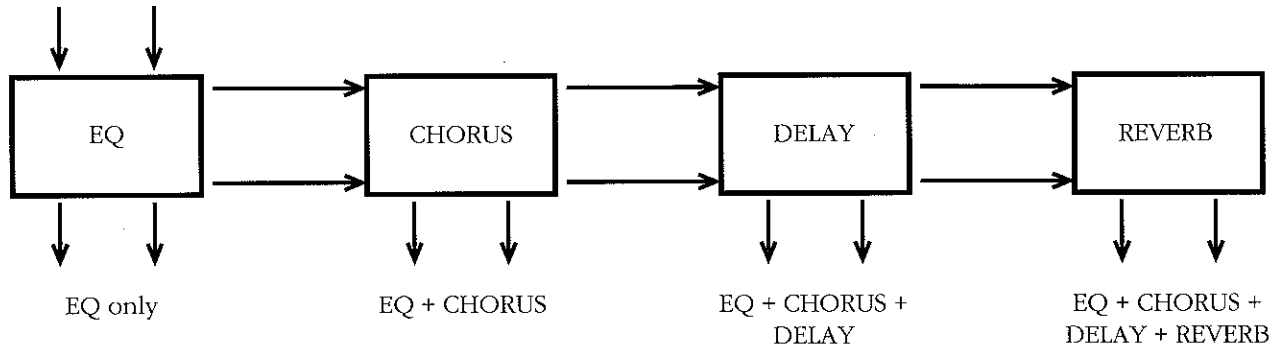 EQ
CHORUS
DELAY
REVERB
EQ only
EQ + CHORUS
EQ + CHORUS +
DELAY
EQ + CHORUS +
DELAY + REVERB